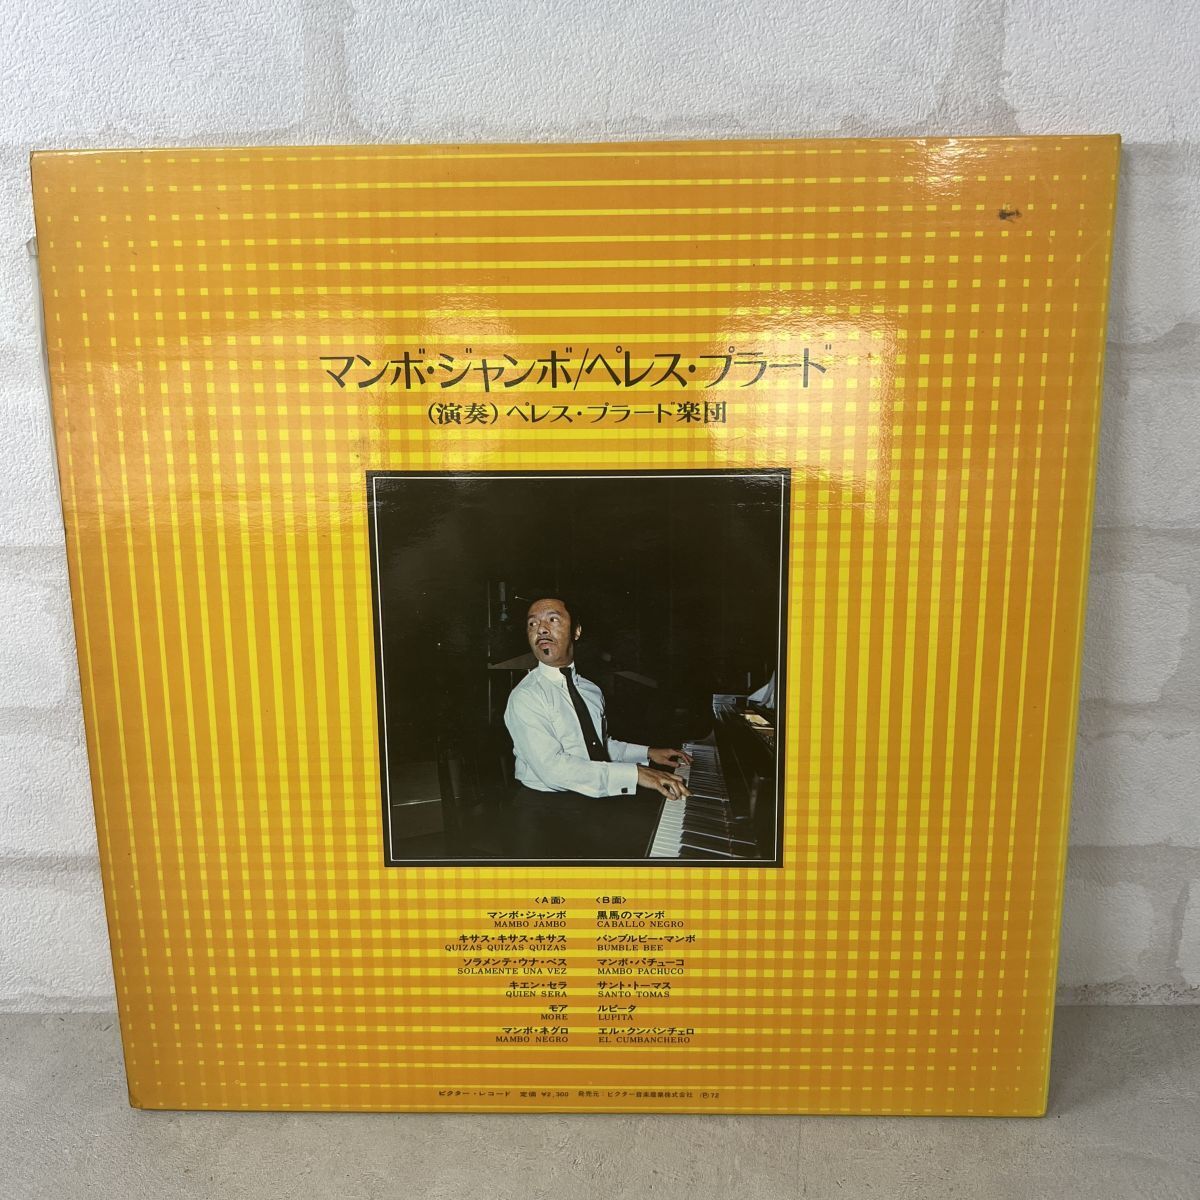 マンボ・ジャンボ/ペレス・プラード
(演奏)ペレス・プラード楽団
〈A面〉
マンボ・ジャンボ
MAMBO JAMBO
キサス・キサス・キサス
QUIZAS QUIZAS QUIZAS
ソラメンテ・ウナ・ベス
SOLAMENTE UNA VEZ
キエン・セラ
QUIEN SERA
モア
MORE
マンボ・ネグロ
MAMBO NEGRO
〈B面〉
黒馬のマンボ
CABALLO NEGRO
バンブルビー・マンボ
BUMBLE BEE
マンボ・パチューコ
MAMBO PACHUCO
サント・トーマス
SANTO TOMAS
ルピータ
LUPITA
エル・クンバンチェロ
EL CUMBANCHERO
ビクター・レコード 定価 ¥2,300 発売元:ビクター音楽産業株式会社 Ⓟ72